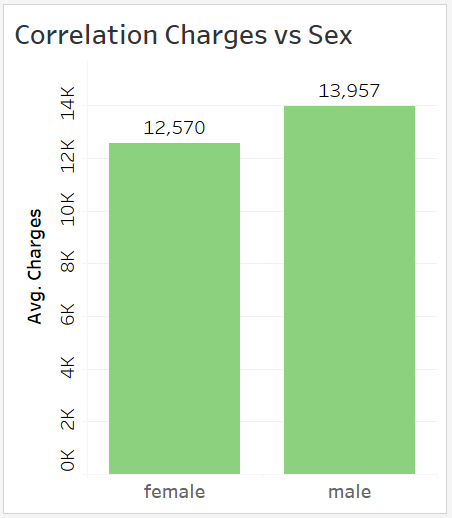 Correlation Charges vs Sex
Avg. Charges
14K
12K
10K
8K
6K
4K
2K
0K
12,570
13,957
female
male